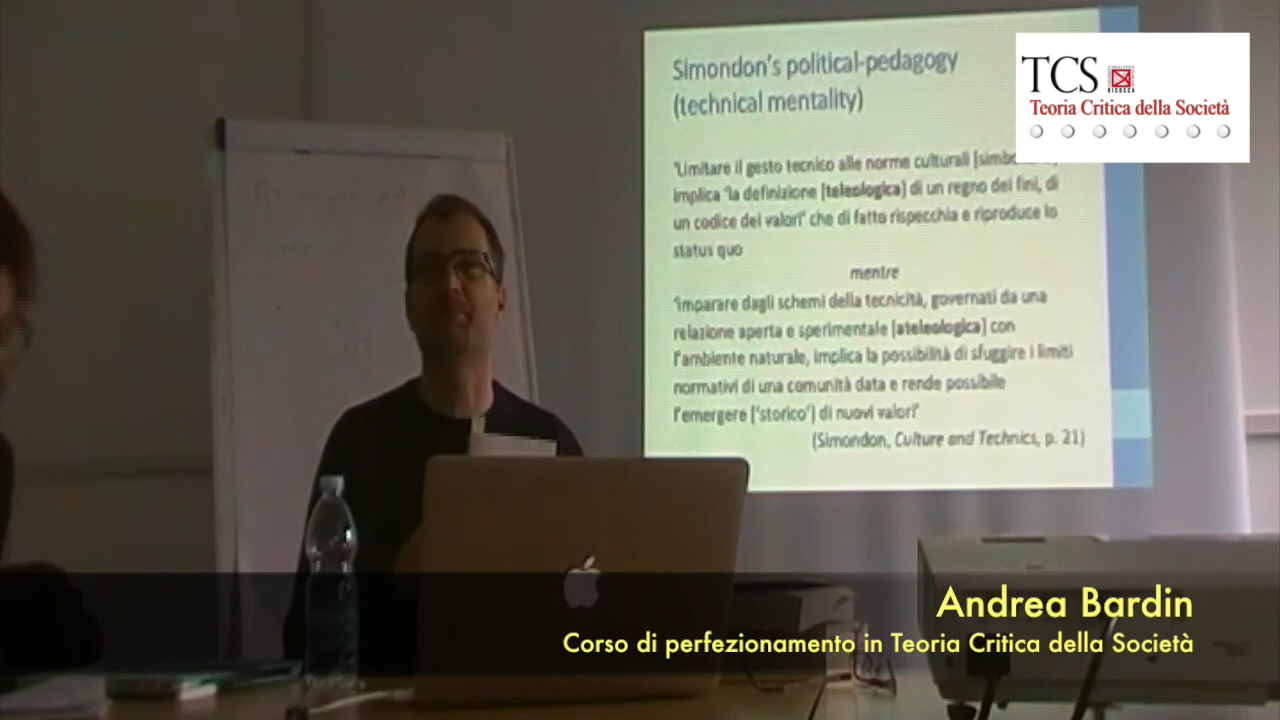 Simondon's political-pedagogy
(technical mentality)
'Limitare il gesto tecnico alle norme culturali
implica 'la definizione [teleologica] di un regno dei fini, di
un codice dei valori' che di fatto rispecchia e riproduce lo
status quo
mentre
'imparare dagli schemi della tecnicità, governati da una
relazione aperta e sperimentale [ateleologica] con
l'ambiente naturale, implica la possibilità di sfuggire i limiti
normativi di una comunità data e rende possibile
l'emergere ['storico'] di nuovi valori'
(Simondon, Culture and Technics, p. 21)
TCS
BICOCCA
Teoria Critica della Società
Andrea Bardin
Corso di perfezionamento in Teoria Critica della Società